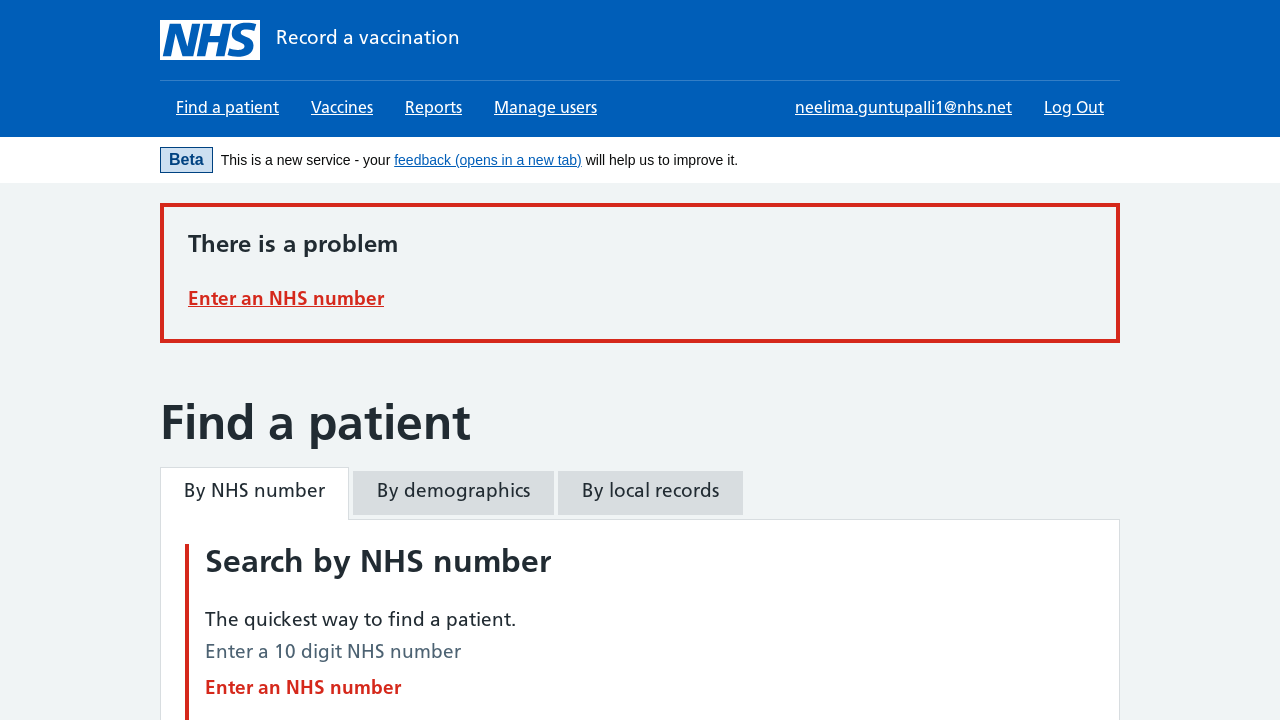 NHS Record a vaccination
Find a patient Vaccines Reports Manage users neelima.guntupalli1@nhs.net Log Out
Beta This is a new service - your feedback (opens in a new tab) will help us to improve it.
There is a problem
Enter an NHS number
Find a patient
By NHS number By demographics By local records
Search by NHS number
The quickest way to find a patient.
Enter a 10 digit NHS number
Enter an NHS number